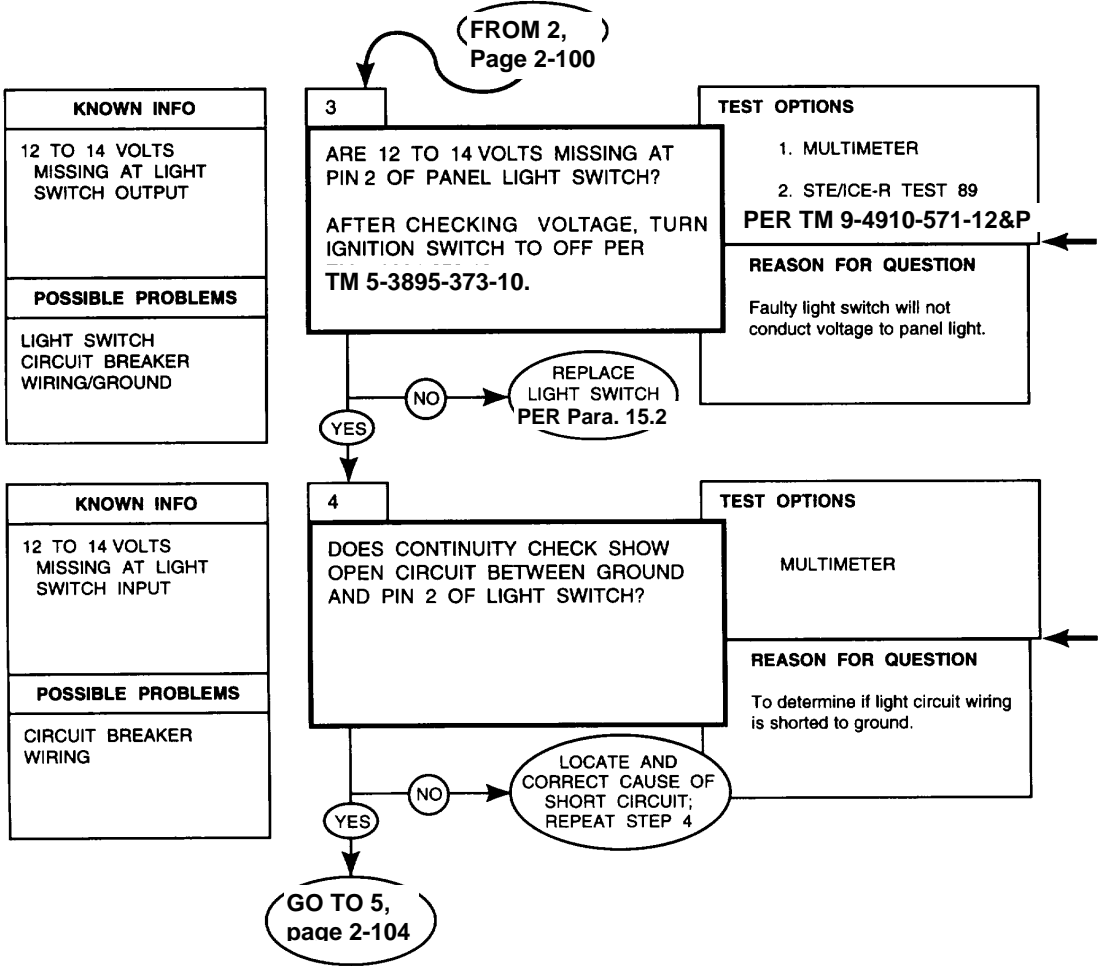 FROM 2,
Page 2-100
KNOWN INFO
12 TO 14 VOLTS
MISSING AT LIGHT
SWITCH OUTPUT
POSSIBLE PROBLEMS
LIGHT SWITCH
CIRCUIT BREAKER
WIRING/GROUND
3
ARE 12 TO 14 VOLTS MISSING AT
PIN 2 OF PANEL LIGHT SWITCH?
AFTER CHECKING VOLTAGE, TURN
IGNITION SWITCH TO OFF PER
TM 5-3895-373-10.
TEST OPTIONS
1. MULTIMETER
2. STE/ICE-R TEST 89
PER TM 9-4910-571-12&P
REASON FOR QUESTION
Faulty light switch will not
conduct voltage to panel light.
NO
REPLACE
LIGHT SWITCH
PER Para. 15.2
YES
KNOWN INFO
12 TO 14 VOLTS
MISSING AT LIGHT
SWITCH INPUT
POSSIBLE PROBLEMS
CIRCUIT BREAKER
WIRING
4
DOES CONTINUITY CHECK SHOW
OPEN CIRCUIT BETWEEN GROUND
AND PIN 2 OF LIGHT SWITCH?
TEST OPTIONS
MULTIMETER
REASON FOR QUESTION
To determine if light circuit wiring
is shorted to ground.
NO
LOCATE AND
CORRECT CAUSE OF
SHORT CIRCUIT;
REPEAT STEP 4
YES
GO TO 5,
page 2-104